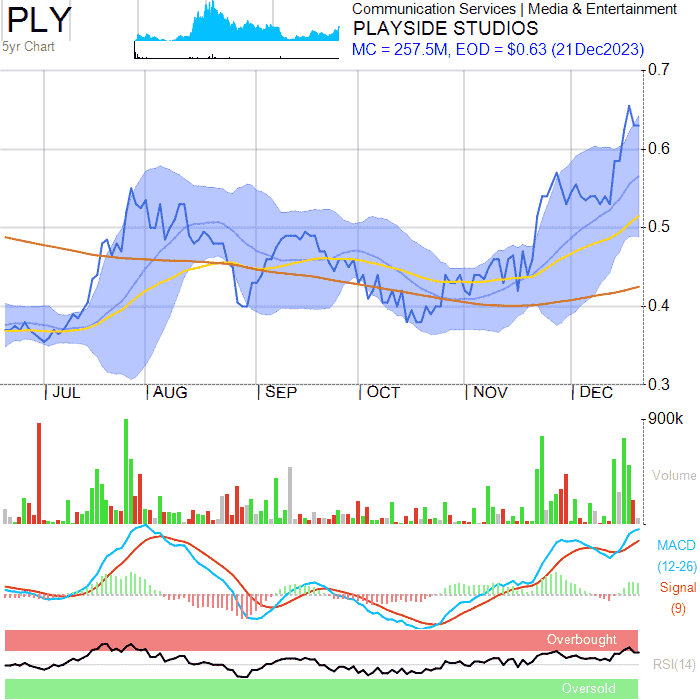 PLY
5yr Chart
Communication Services | Media & Entertainment
PLAYSIDE STUDIOS
MC = 257.5M, EOD = $0.63 (21Dec2023)
0.7
0.6
0.5
0.4
0.3
JUL AUG SEP OCT NOV DEC
900k
Volume
MACD
(12-26)
Signal
(9)
Overbought
RSI(14)
Oversold